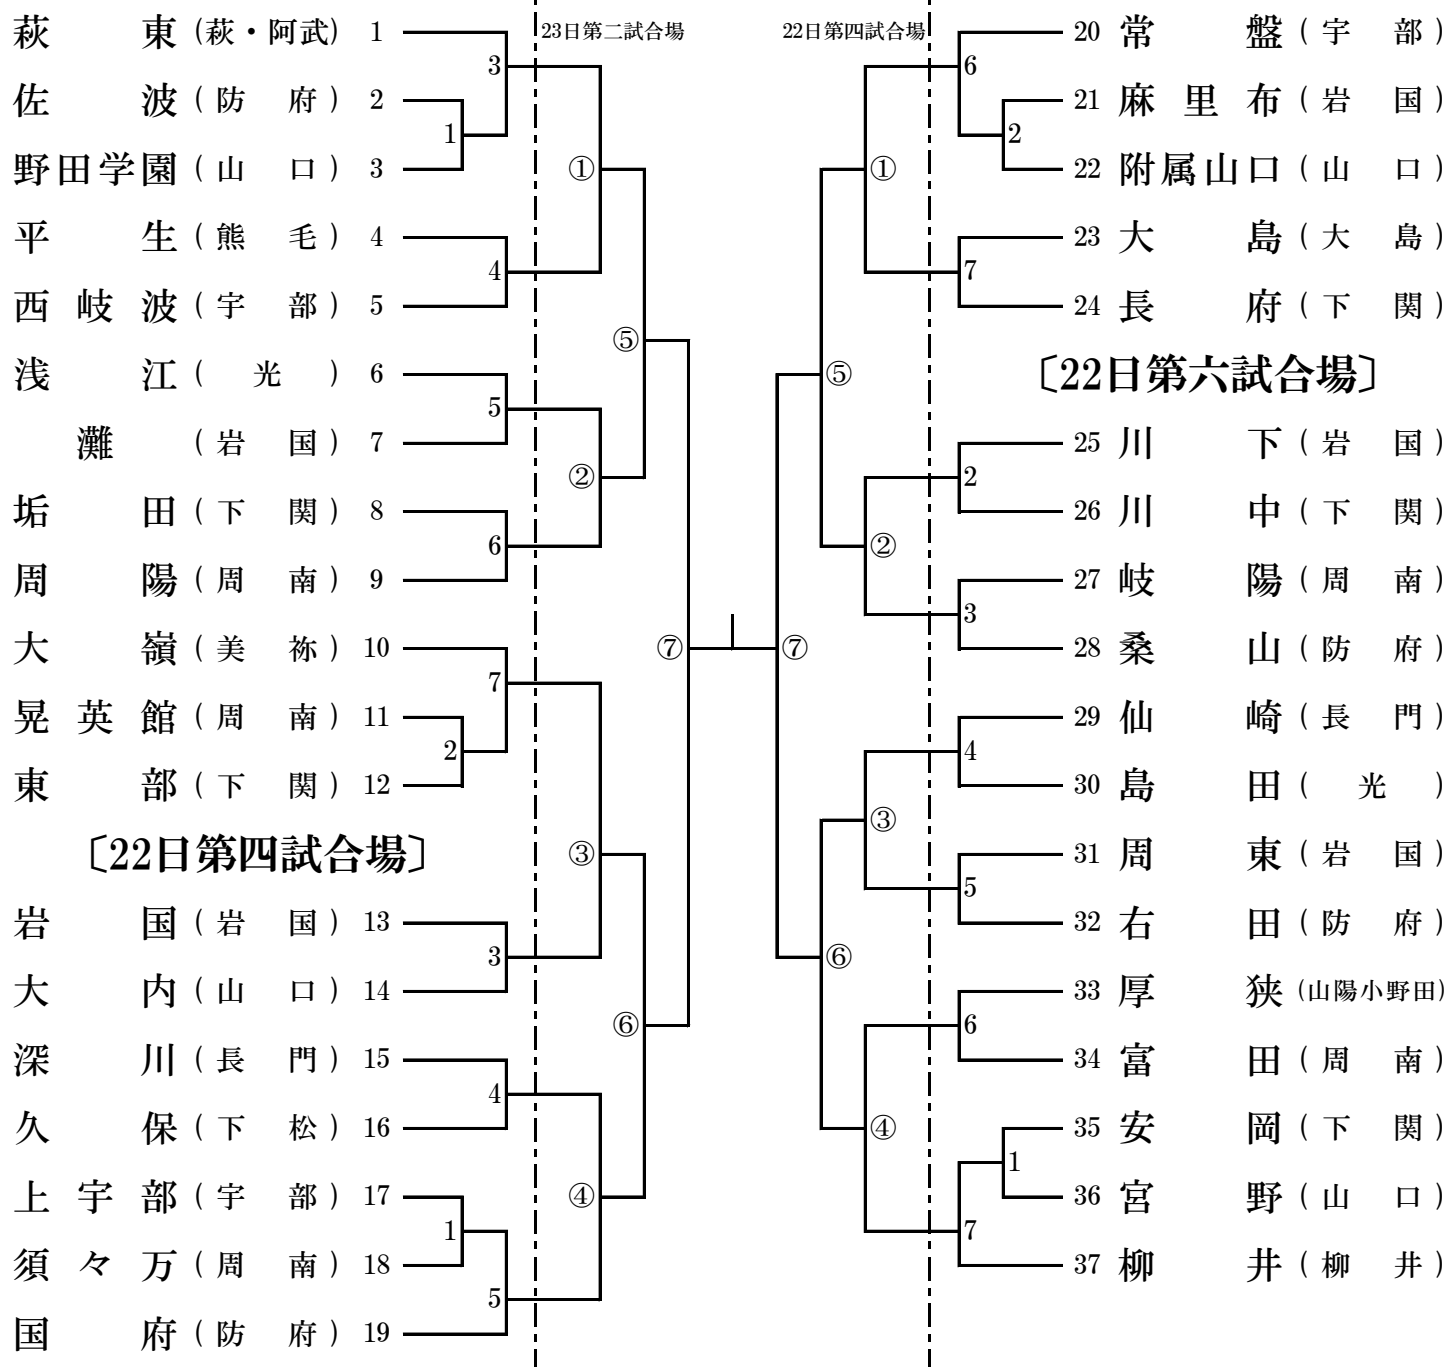 萩東(萩・阿武) 1
佐波(防府) 2
野田学園(山口) 3
平生(熊毛) 4
西岐波(宇部) 5
浅江(光) 6
灘(岩国) 7
垢田(下関) 8
周陽(周南) 9
大嶺(美祢) 10
晃英館(周南) 11
東部(下関) 12
〔22日第四試合場〕
岩国(岩国) 13
大内(山口) 14
深川(長門) 15
久保(下松) 16
上宇部(宇部) 17
須々万(周南) 18
国府(防府) 19
1
2
1
3
4
5
6
7
3
4
5
23日第二試合場
①
②
③
④
⑤
⑥
⑦
22日第四試合場
⑦
⑤
⑥
①
②
③
④
6
7
2
3
4
5
6
7
2
1
20 常盤(宇部)
21 麻里布(岩国)
22 附属山口(山口)
23 大島(大島)
24 長府(下関)
〔22日第六試合場〕
25 川下(岩国)
26 川中(下関)
27 岐陽(周南)
28 桑山(防府)
29 仙崎(長門)
30 島田(光)
31 周東(岩国)
32 右田(防府)
33 厚狭(山陽小野田)
34 富田(周南)
35 安岡(下関)
36 宮野(山口)
37 柳井(柳井)